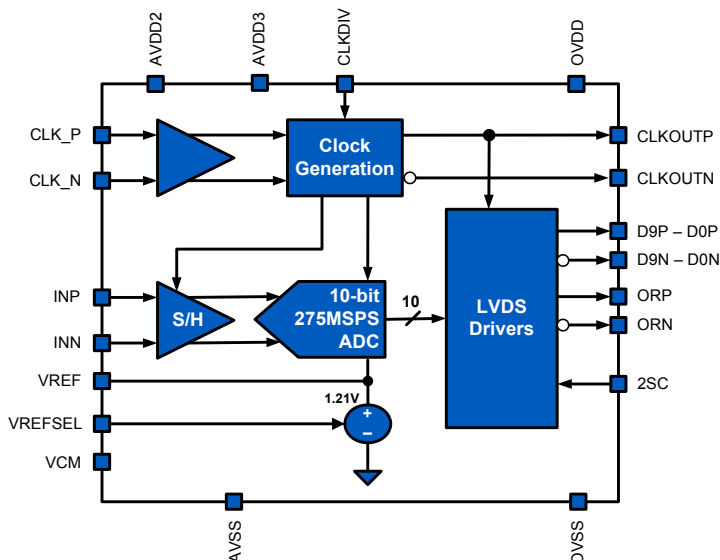 AVDD2
AVDD3
CLKDIV
OVDD
CLK_P
CLK_N
Clock
Generation
CLKOUTP
CLKOUTN
D9P – D0P
D9N – D0N
ORP
ORN
2SC
INP
INN
VREF
VREFSEL
VCM
S/H
10-bit
275MSPS
ADC
10
LVDS
Drivers
1.21V
+
–
AVSS
OVSS